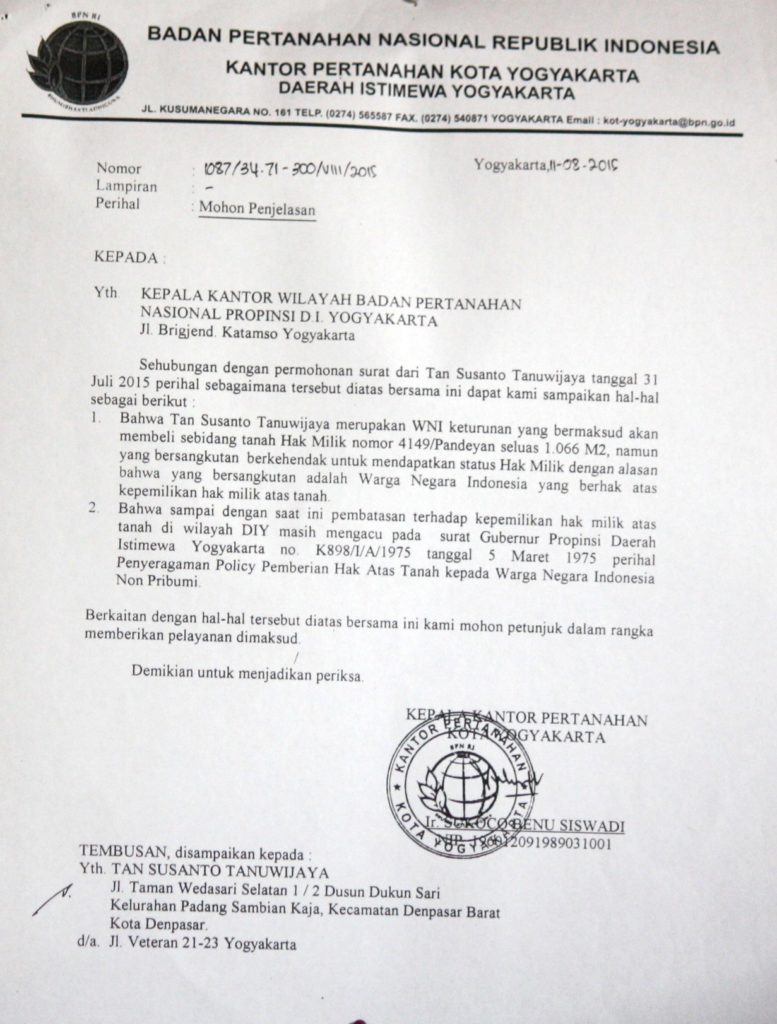 BPN RI
BADAN PERTANAHAN NASIONAL REPUBLIK INDONESIA
KANTOR PERTANAHAN KOTA YOGYAKARTA
DAERAH ISTIMEWA YOGYAKARTA
JL. KUSUMANEGARA NO. 161 TELP. (0274) 565587 FAX. (0274) 540871 YOGYAKARTA Email : kot-yogyakarta@bpn.go.id
Nomor : 1087/34.71-300/VIII/2015 Yogyakarta, 11-08-2015
Lampiran : -
Perihal : Mohon Penjelasan
KEPADA :
Yth KEPALA KANTOR WILAYAH BADAN PERTANAHAN
NASIONAL PROPINSI D.I. YOGYAKARTA
Jl. Brigjend. Katamso Yogyakarta
Sehubungan dengan permohonan surat dari Tan Susanto Tanuwijaya tanggal 31
Juli 2015 perihal sebagaimana tersebut diatas bersama ini dapat kami sampaikan hal-hal
sebagai berikut :
1. Bahwa Tan Susanto Tanuwijaya merupakan WNI keturunan yang bermaksud akan
membeli sebidang tanah Hak Milik nomor 4149/Pandeyan seluas 1.066 M2, namun
yang bersangkutan berkehendak untuk mendapatkan status Hak Milik dengan alasan
bahwa yang bersangkutan adalah Warga Negara Indonesia yang berhak atas
kepemilikan hak milik atas tanah.
2. Bahwa sampai dengan saat ini pembatasan terhadap kepemilikan hak milik atas
tanah di wilayah DIY masih mengacu pada surat Gubernur Propinsi Daerah
Istimewa Yogyakarta no. K898/I/A/1975 tanggal 5 Maret 1975 perihal
Penyeragaman Policy Pemberian Hak Atas Tanah kepada Warga Negara Indonesia
Non Pribumi.
Berkaitan dengan hal-hal tersebut diatas bersama ini kami mohon petunjuk dalam rangka
memberikan pelayanan dimaksud.
Demikian untuk menjadikan periksa.
KEPALA KANTOR PERTANAHAN
KOTA YOGYAKARTA
KANTOR PERTANAHAN
BPN RI
KOTA YOGYAKARTA
Ir. SUKOCO BENU SISWADI
TEMBUSAN, disampaikan kepada :
Yth. TAN SUSANTO TANUWIJAYA
Jl. Taman Wedasari Selatan 1 / 2 Dusun Dukun Sari
Kelurahan Padang Sambian Kaja, Kecamatan Denpasar Barat
Kota Denpasar.
d/a. Jl. Veteran 21-23 Yogyakarta